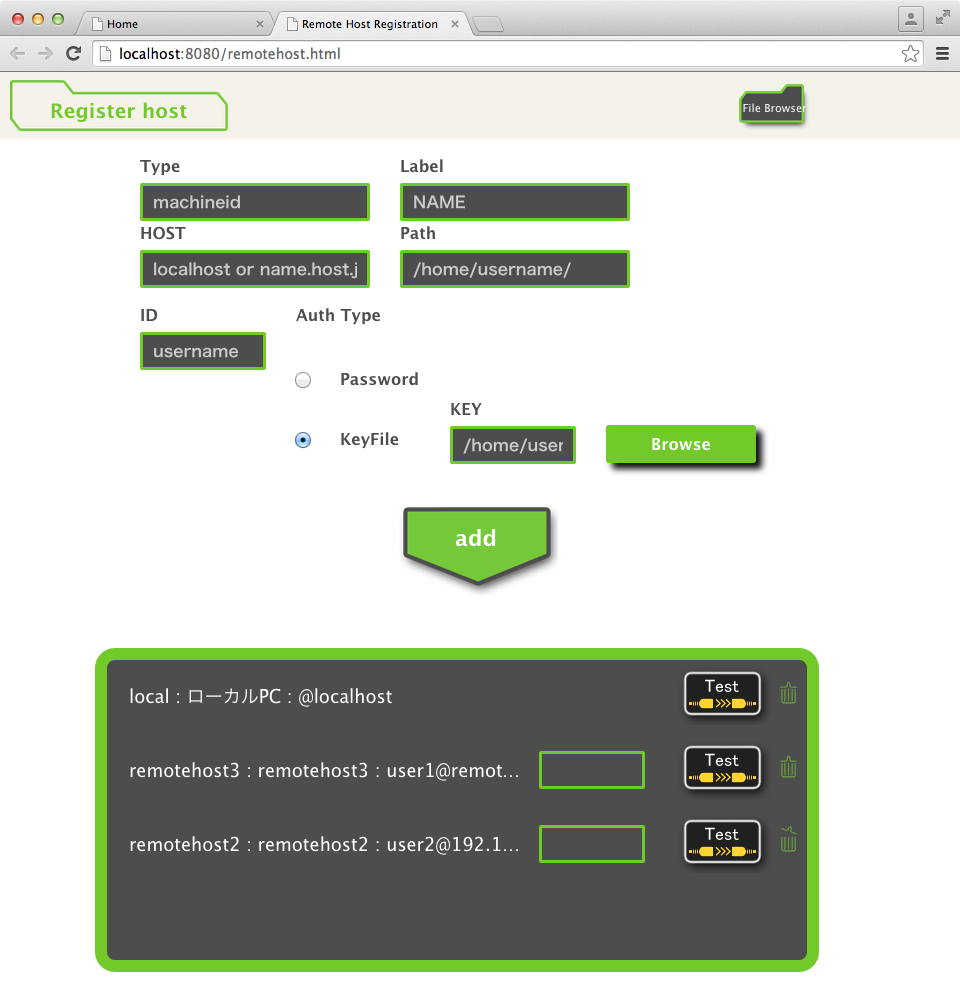 Home
Remote Host Registration
localhost:8080/remotehost.html
Register host
File Browser
Type
Label
machineid
NAME
HOST
Path
localhost or name.host.j
/home/username/
ID
Auth Type
username
Password
KEY
KeyFile
/home/user
Browse
add
local : ローカルPC : @localhost
Test
remotehost3 : remotehost3 : user1@remot...
Test
remotehost2 : remotehost2 : user2@192.1...
Test